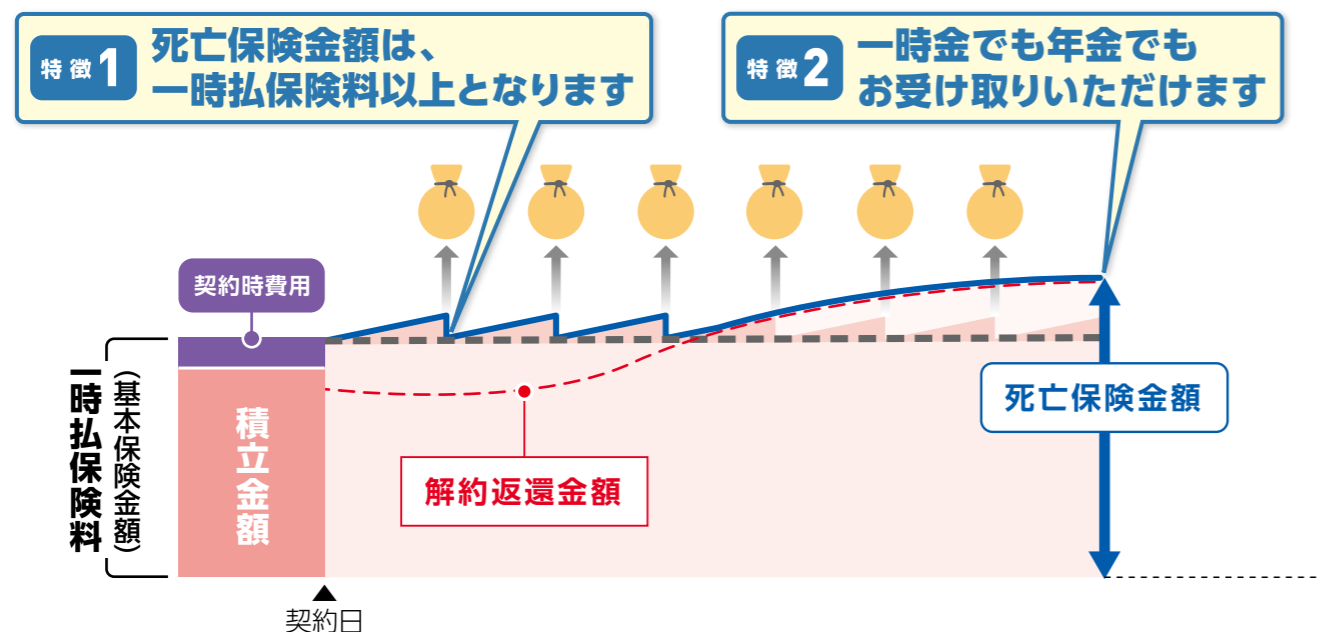 特徴1
死亡保険金額は、
一時払保険料以上となります
特徴2
一時金でも年金でも
お受け取りいただけます
契約時費用
一時払保険料
（基本保険金額）
積立金額
解約返還金額
死亡保険金額
契約日